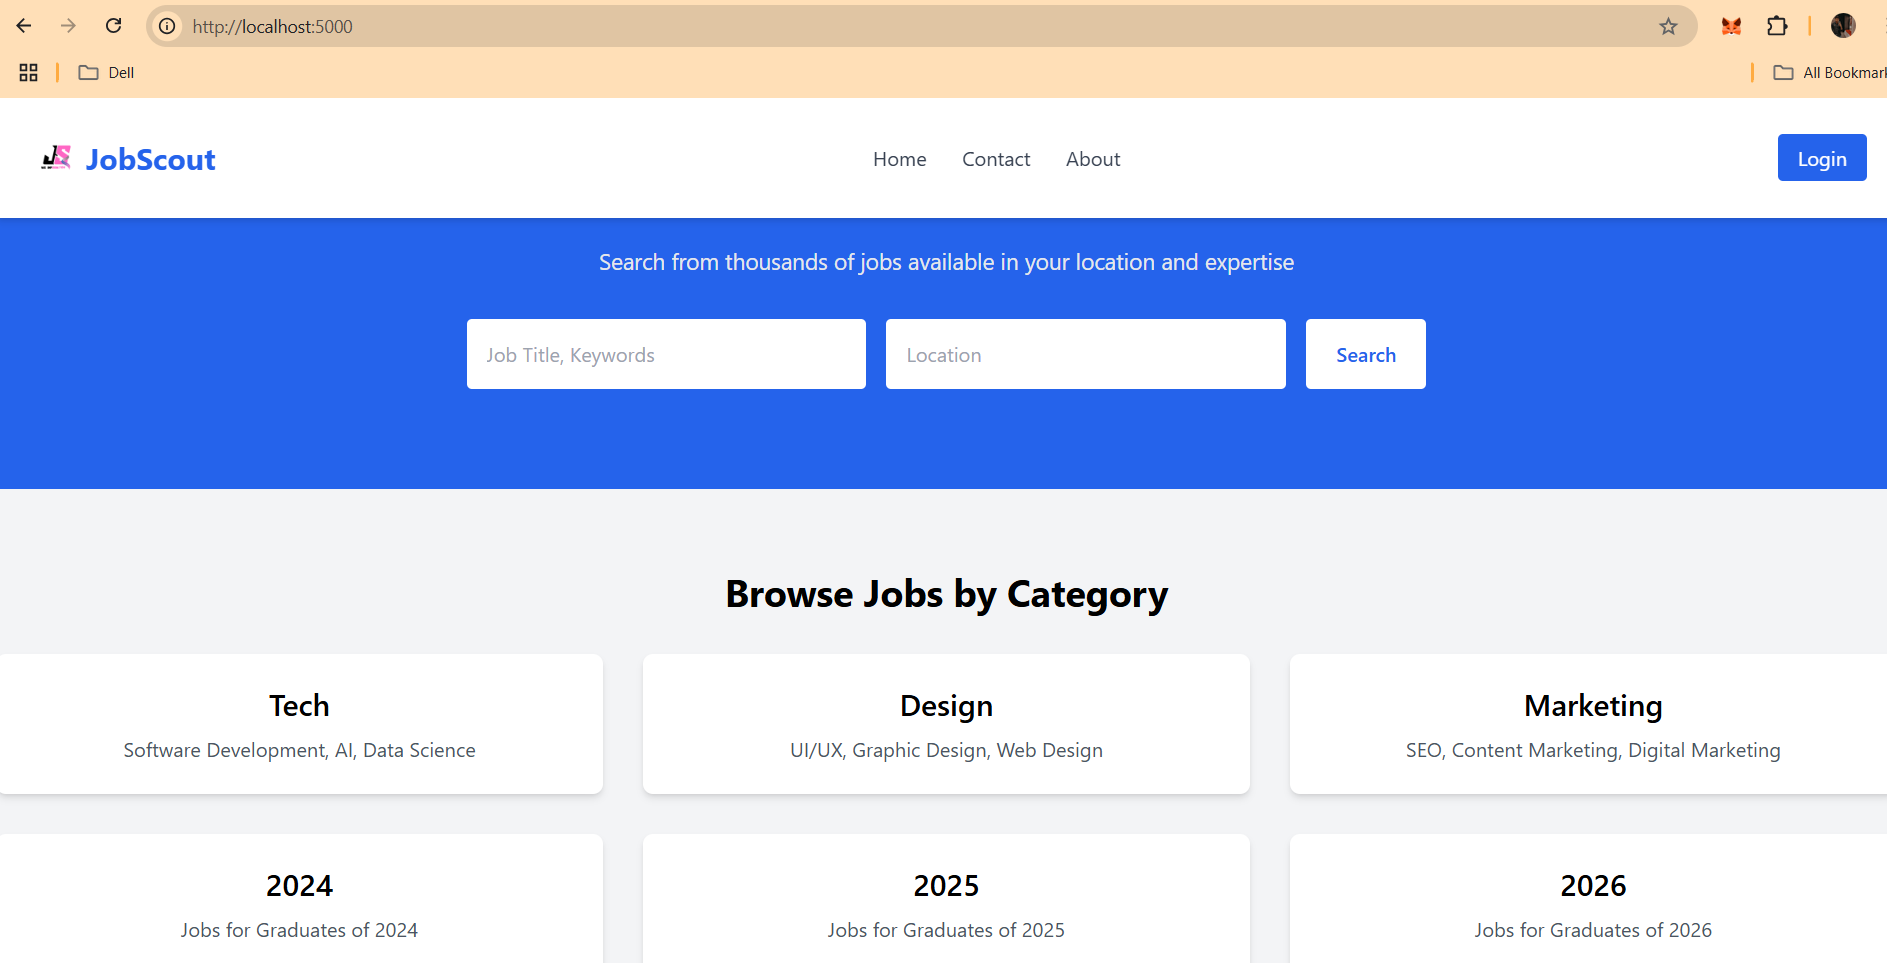 http://localhost:5000
Dell
All Bookmar
JS JobScout
Home Contact About
Login
Search from thousands of jobs available in your location and expertise
Job Title, Keywords
Location
Search
Browse Jobs by Category
Tech
Software Development, AI, Data Science
Design
UI/UX, Graphic Design, Web Design
Marketing
SEO, Content Marketing, Digital Marketing
2024
Jobs for Graduates of 2024
2025
Jobs for Graduates of 2025
2026
Jobs for Graduates of 2026